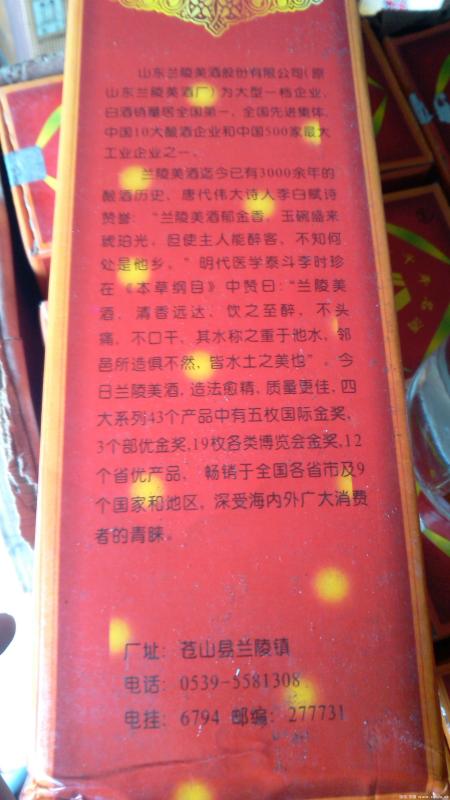 山东兰陵美酒股份有限公司(原
山东兰陵美酒厂)为大型一档企业,
白酒销量居全国第一、全国先进集体、
中国10大酿酒企业和中国500家最大
工业企业之一。
兰陵美酒迄今已有3000余年的
酿酒历史、唐代伟大诗人李白赋诗
赞誉:“兰陵美酒郁金香、玉碗盛来
琥珀光、但使主人能醉客、不知何
处是他乡。”明代医学泰斗李时珍
在《本草纲目》中赞曰:“兰陵美
酒、清香远达、饮之至醉、不头
痛、不口干、其水称之重于他水、邻
邑所造俱不然、皆水土之美也”。今
日兰陵美酒、造法愈精、质量更佳、四
大系列43个产品中有五枚国际金奖、
3个部优金奖、19枚各类博览会金奖、12
个省优产品、畅销于全国各省市及9
个国家和地区、深受海内外广大消费
者的青睐。
厂址:苍山县兰陵镇
电话:0539-5581308
电挂:6794 邮编:277731